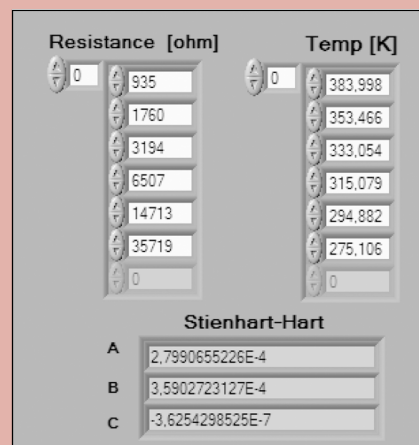 Resistance [ohm] Temp [K]
0 935 0 383,998
1760 353,466
3194 333,054
6507 315,079
14713 294,882
35719 275,106
0 0
Stienhart-Hart
A 2,7990655226E-4
B 3,5902723127E-4
C -3,6254298525E-7